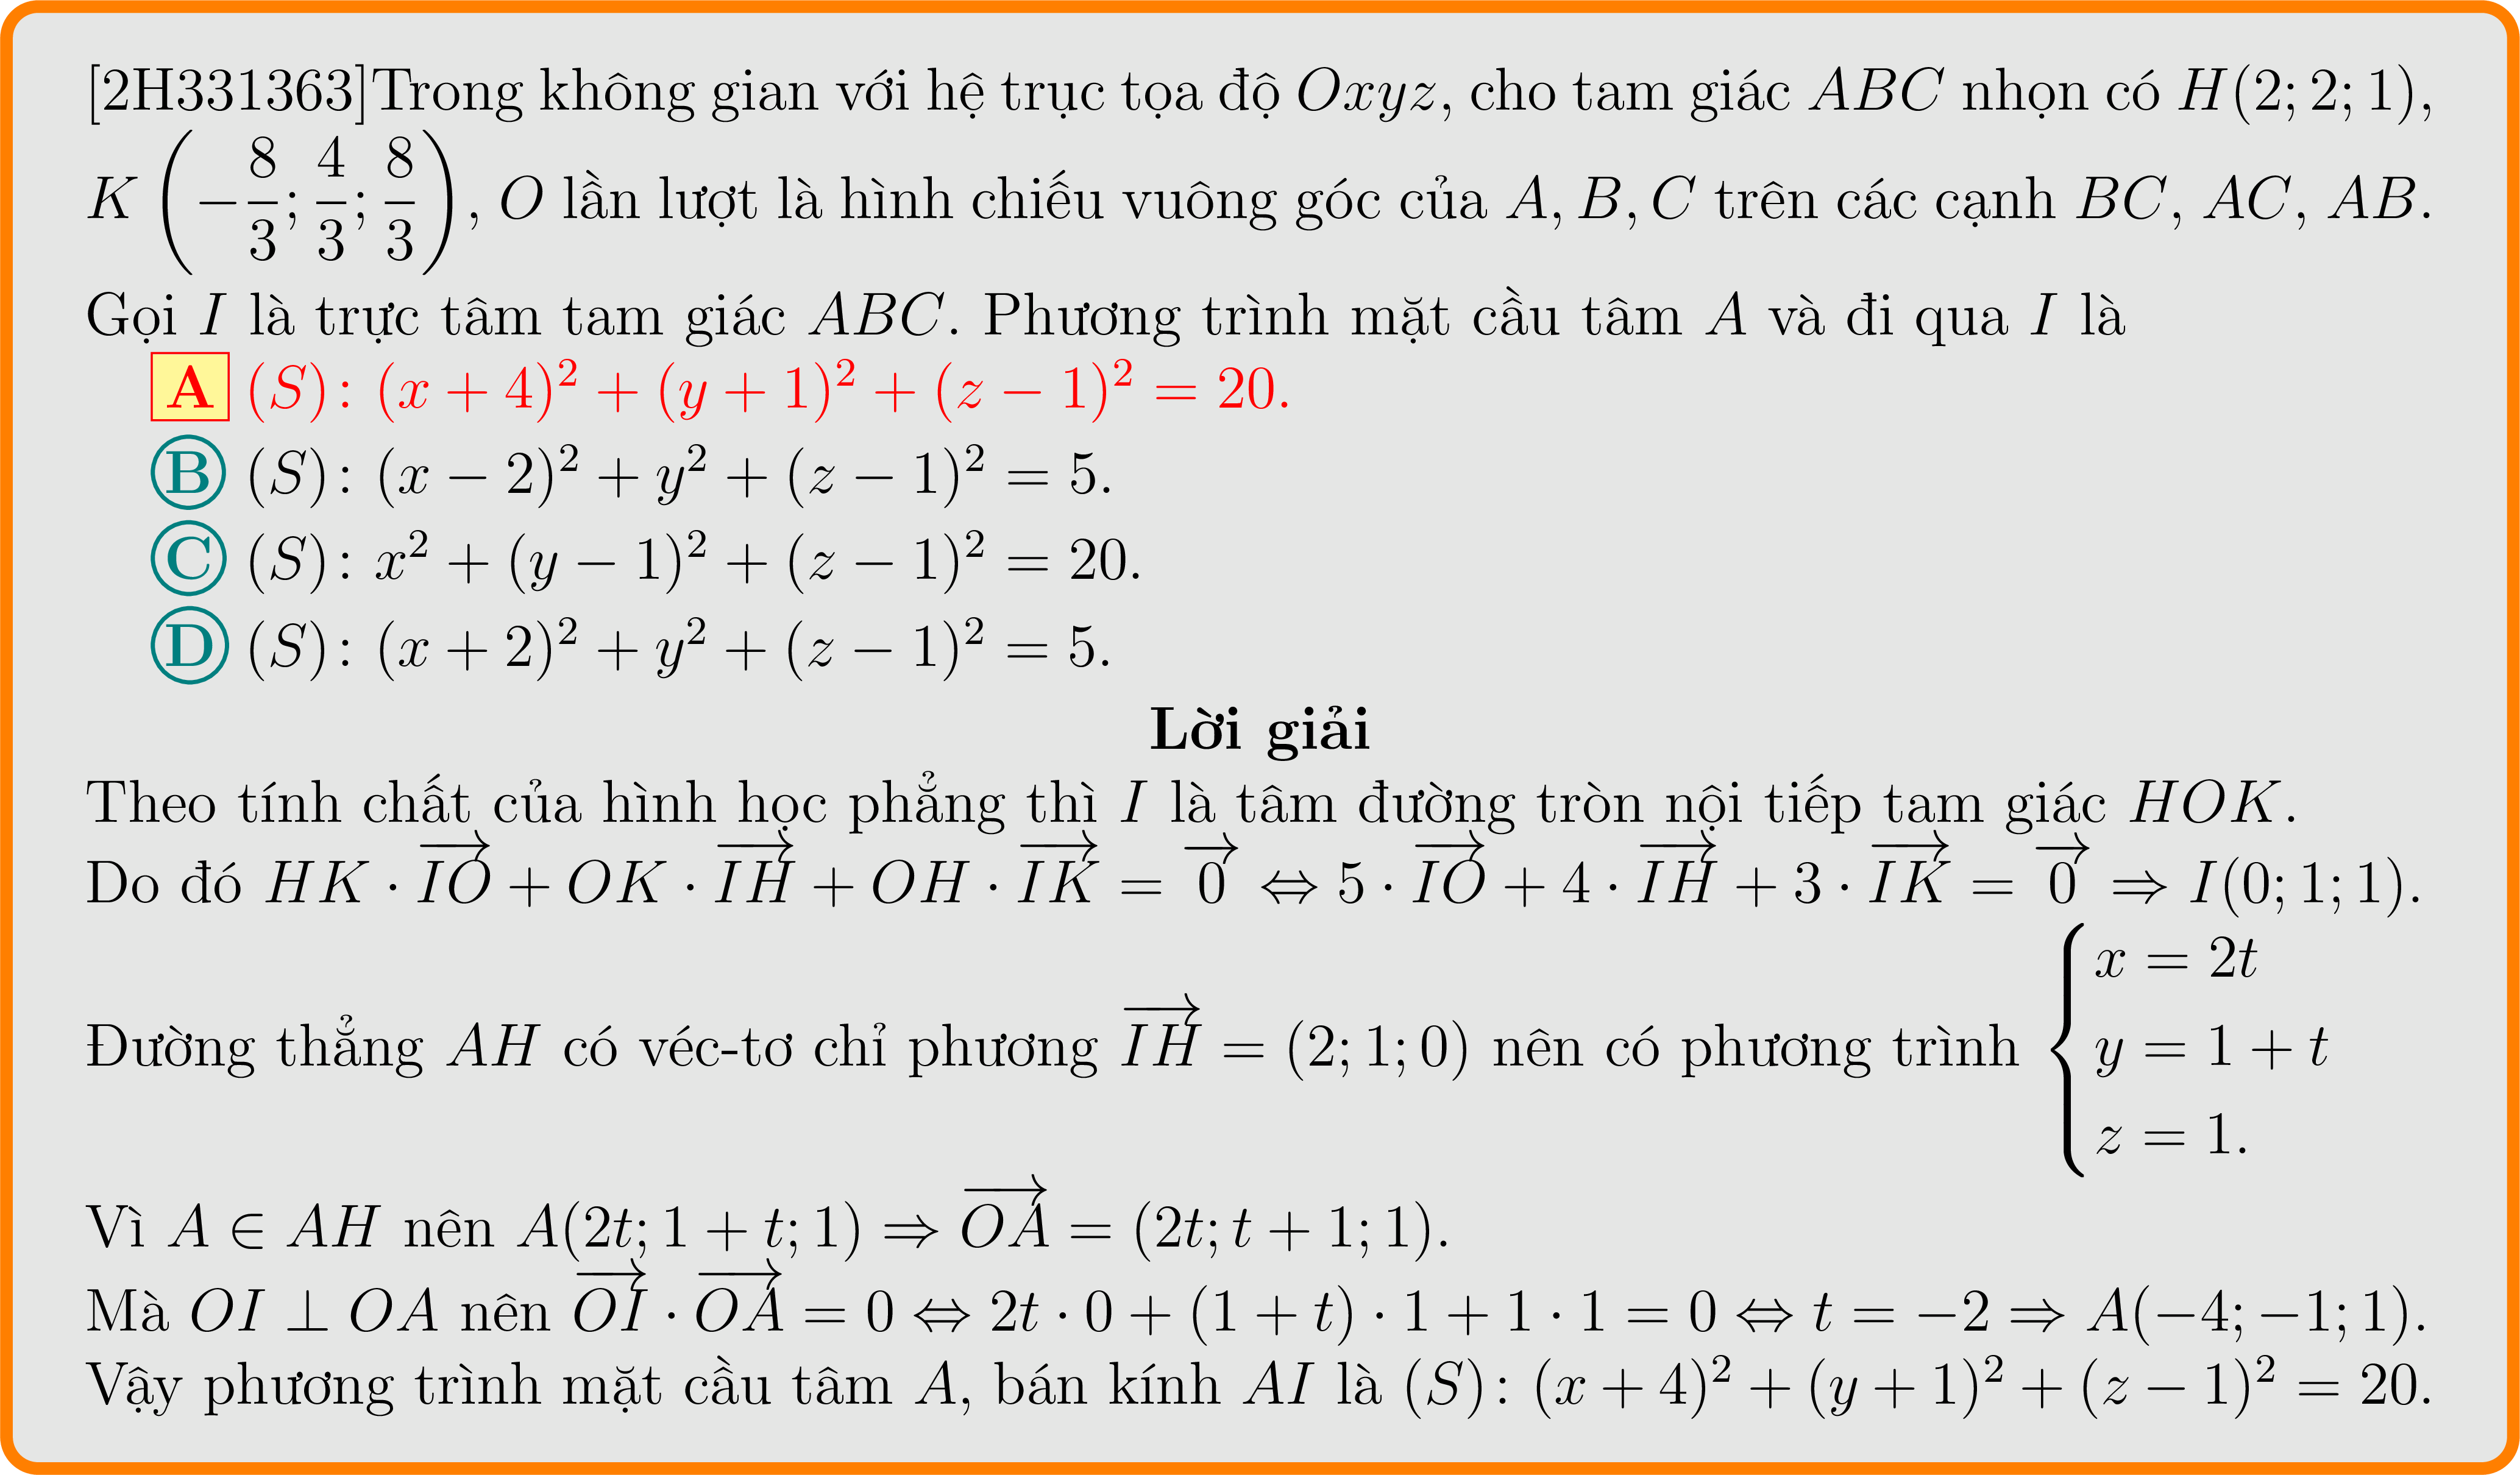 [2H331363]Trong không gian với hệ trục tọa độ $Oxyz$, cho tam giác $ABC$ nhọn có $H(2; 2; 1)$,
$K\left(-\dfrac{8}{3}; \dfrac{4}{3}; \dfrac{8}{3}\right)$, $O$ lần lượt là hình chiếu vuông góc của $A, B, C$ trên các cạnh $BC$, $AC$, $AB$.
Gọi $I$ là trực tâm tam giác $ABC$. Phương trình mặt cầu tâm $A$ và đi qua $I$ là
A $(S)\colon (x + 4)^2 + (y + 1)^2 + (z - 1)^2 = 20$.
B $(S)\colon (x - 2)^2 + y^2 + (z - 1)^2 = 5$.
C $(S)\colon x^2 + (y - 1)^2 + (z - 1)^2 = 20$.
D $(S)\colon (x + 2)^2 + y^2 + (z - 1)^2 = 5$.
Lời giải
Theo tính chất của hình học phẳng thì $I$ là tâm đường tròn nội tiếp tam giác $HOK$.
Do đó $HK \cdot \overrightarrow{IO} + OK \cdot \overrightarrow{IH} + OH \cdot \overrightarrow{IK} = \overrightarrow{0} \Leftrightarrow 5 \cdot \overrightarrow{IO} + 4 \cdot \overrightarrow{IH} + 3 \cdot \overrightarrow{IK} = \overrightarrow{0} \Rightarrow I(0; 1; 1)$.
Đường thẳng $AH$ có véc-tơ chỉ phương $\overrightarrow{IH} = (2; 1; 0)$ nên có phương trình $\begin{cases} x = 2t \\ y = 1 + t \\ z = 1. \end{cases}$
Vì $A \in AH$ nên $A(2t; 1 + t; 1) \Rightarrow \overrightarrow{OA} = (2t; t + 1; 1)$.
Mà $OI \perp OA$ nên $\overrightarrow{OI} \cdot \overrightarrow{OA} = 0 \Leftrightarrow 2t \cdot 0 + (1 + t) \cdot 1 + 1 \cdot 1 = 0 \Leftrightarrow t = -2 \Rightarrow A(-4; -1; 1)$.
Vậy phương trình mặt cầu tâm $A$, bán kính $AI$ là $(S)\colon (x + 4)^2 + (y + 1)^2 + (z - 1)^2 = 20$.